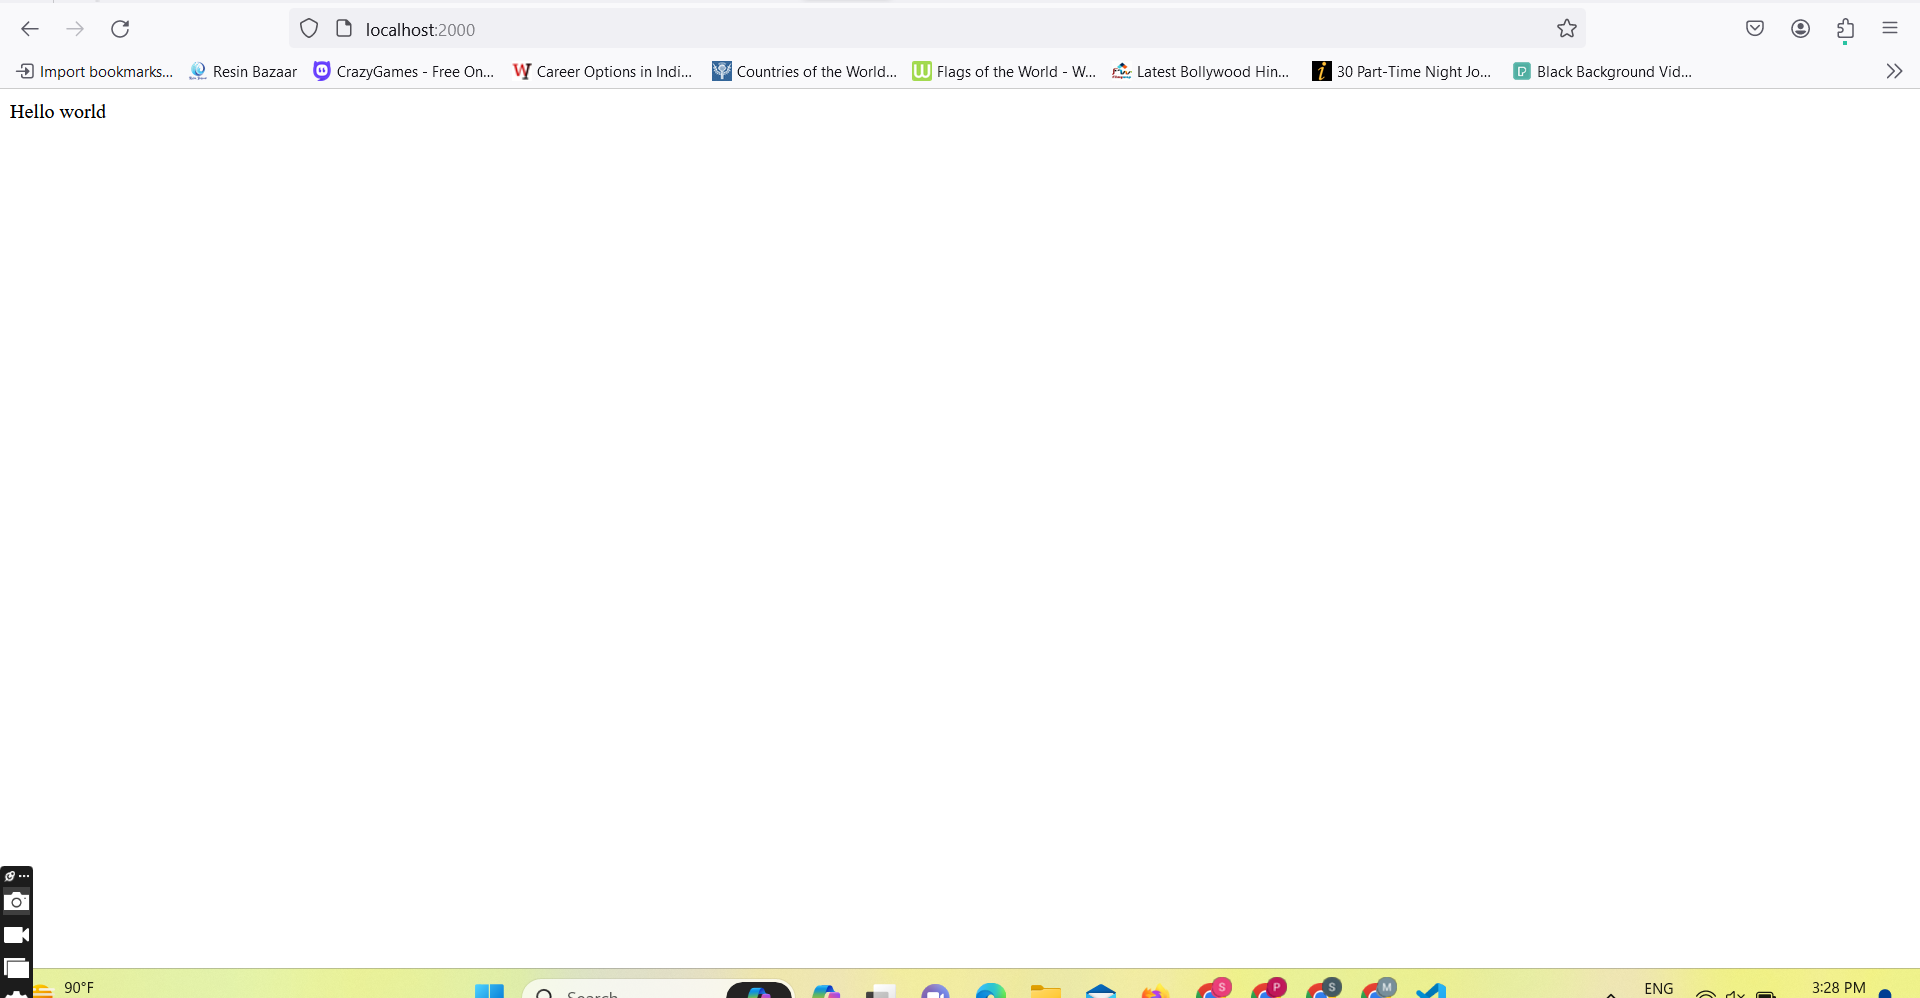 localhost:2000
Import bookmarks...
Resin Bazaar
CrazyGames - Free On...
Career Options in Indi...
Countries of the World...
Flags of the World - W...
Latest Bollywood Hin...
30 Part-Time Night Jo...
Black Background Vid...
Hello world
90°F
Search
S
P
S
M
ENG
3:28 PM